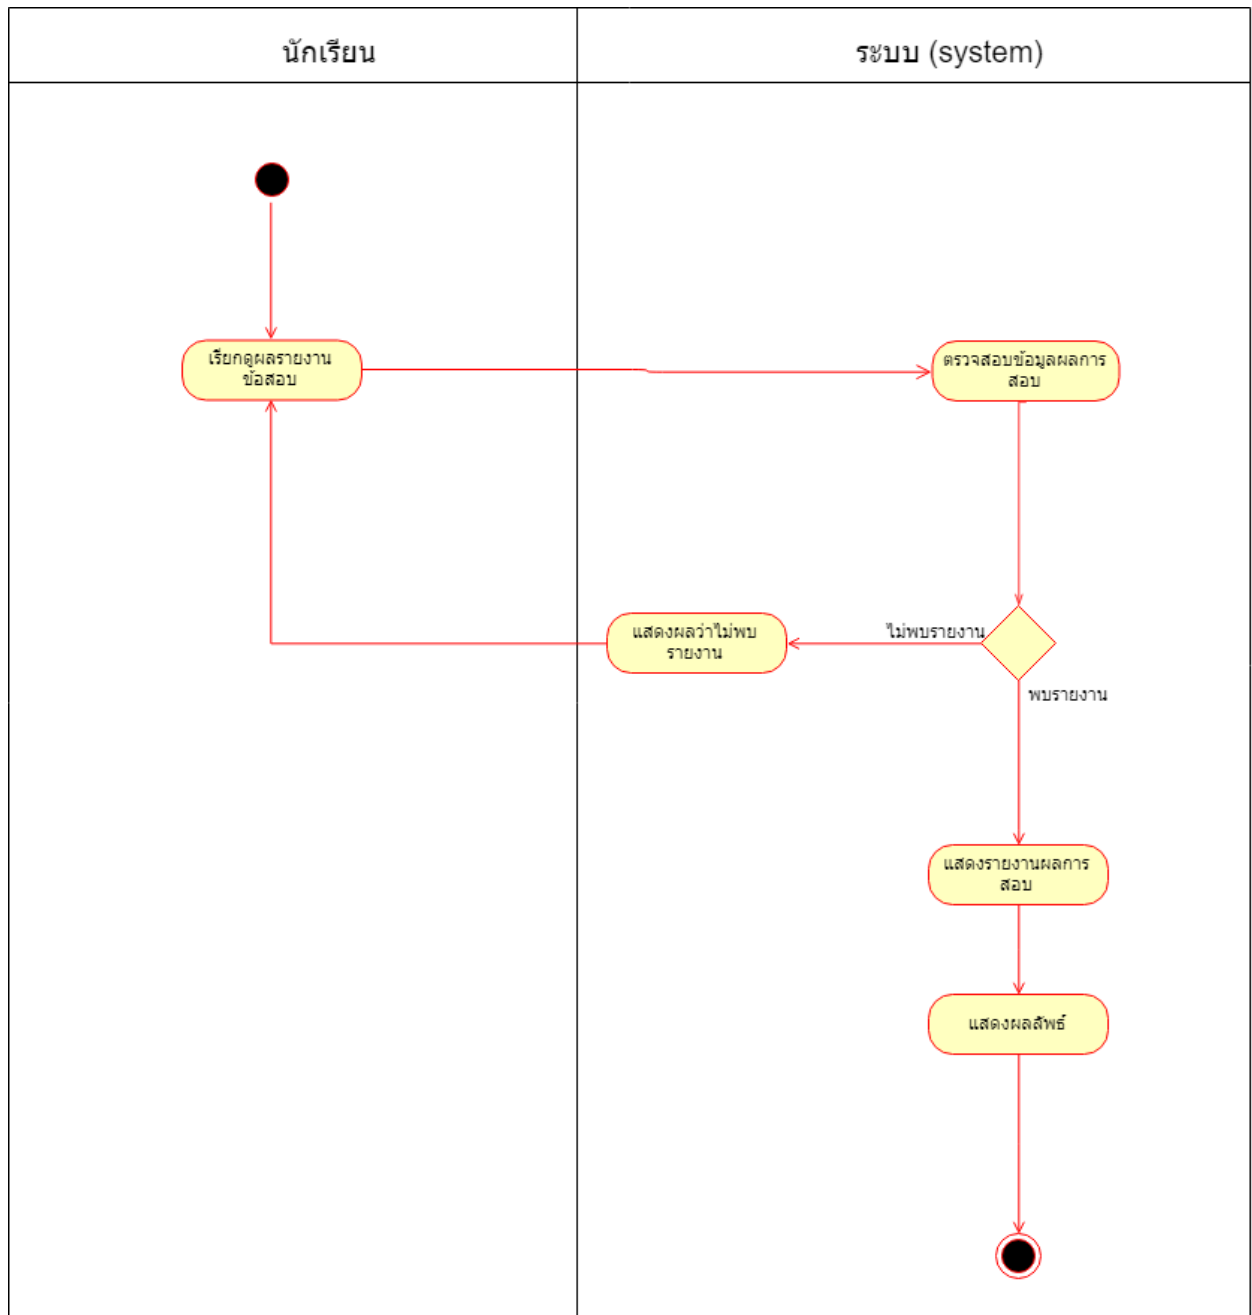 นักเรียน
ระบบ (system)
เรียกดูผลรายงาน
ข้อสอบ
ตรวจสอบข้อมูลผลการ
สอบ
แสดงผลว่าไม่พบ
รายงาน
ไม่พบรายงาน
พบรายงาน
แสดงรายงานผลการ
สอบ
แสดงผลลัพธ์